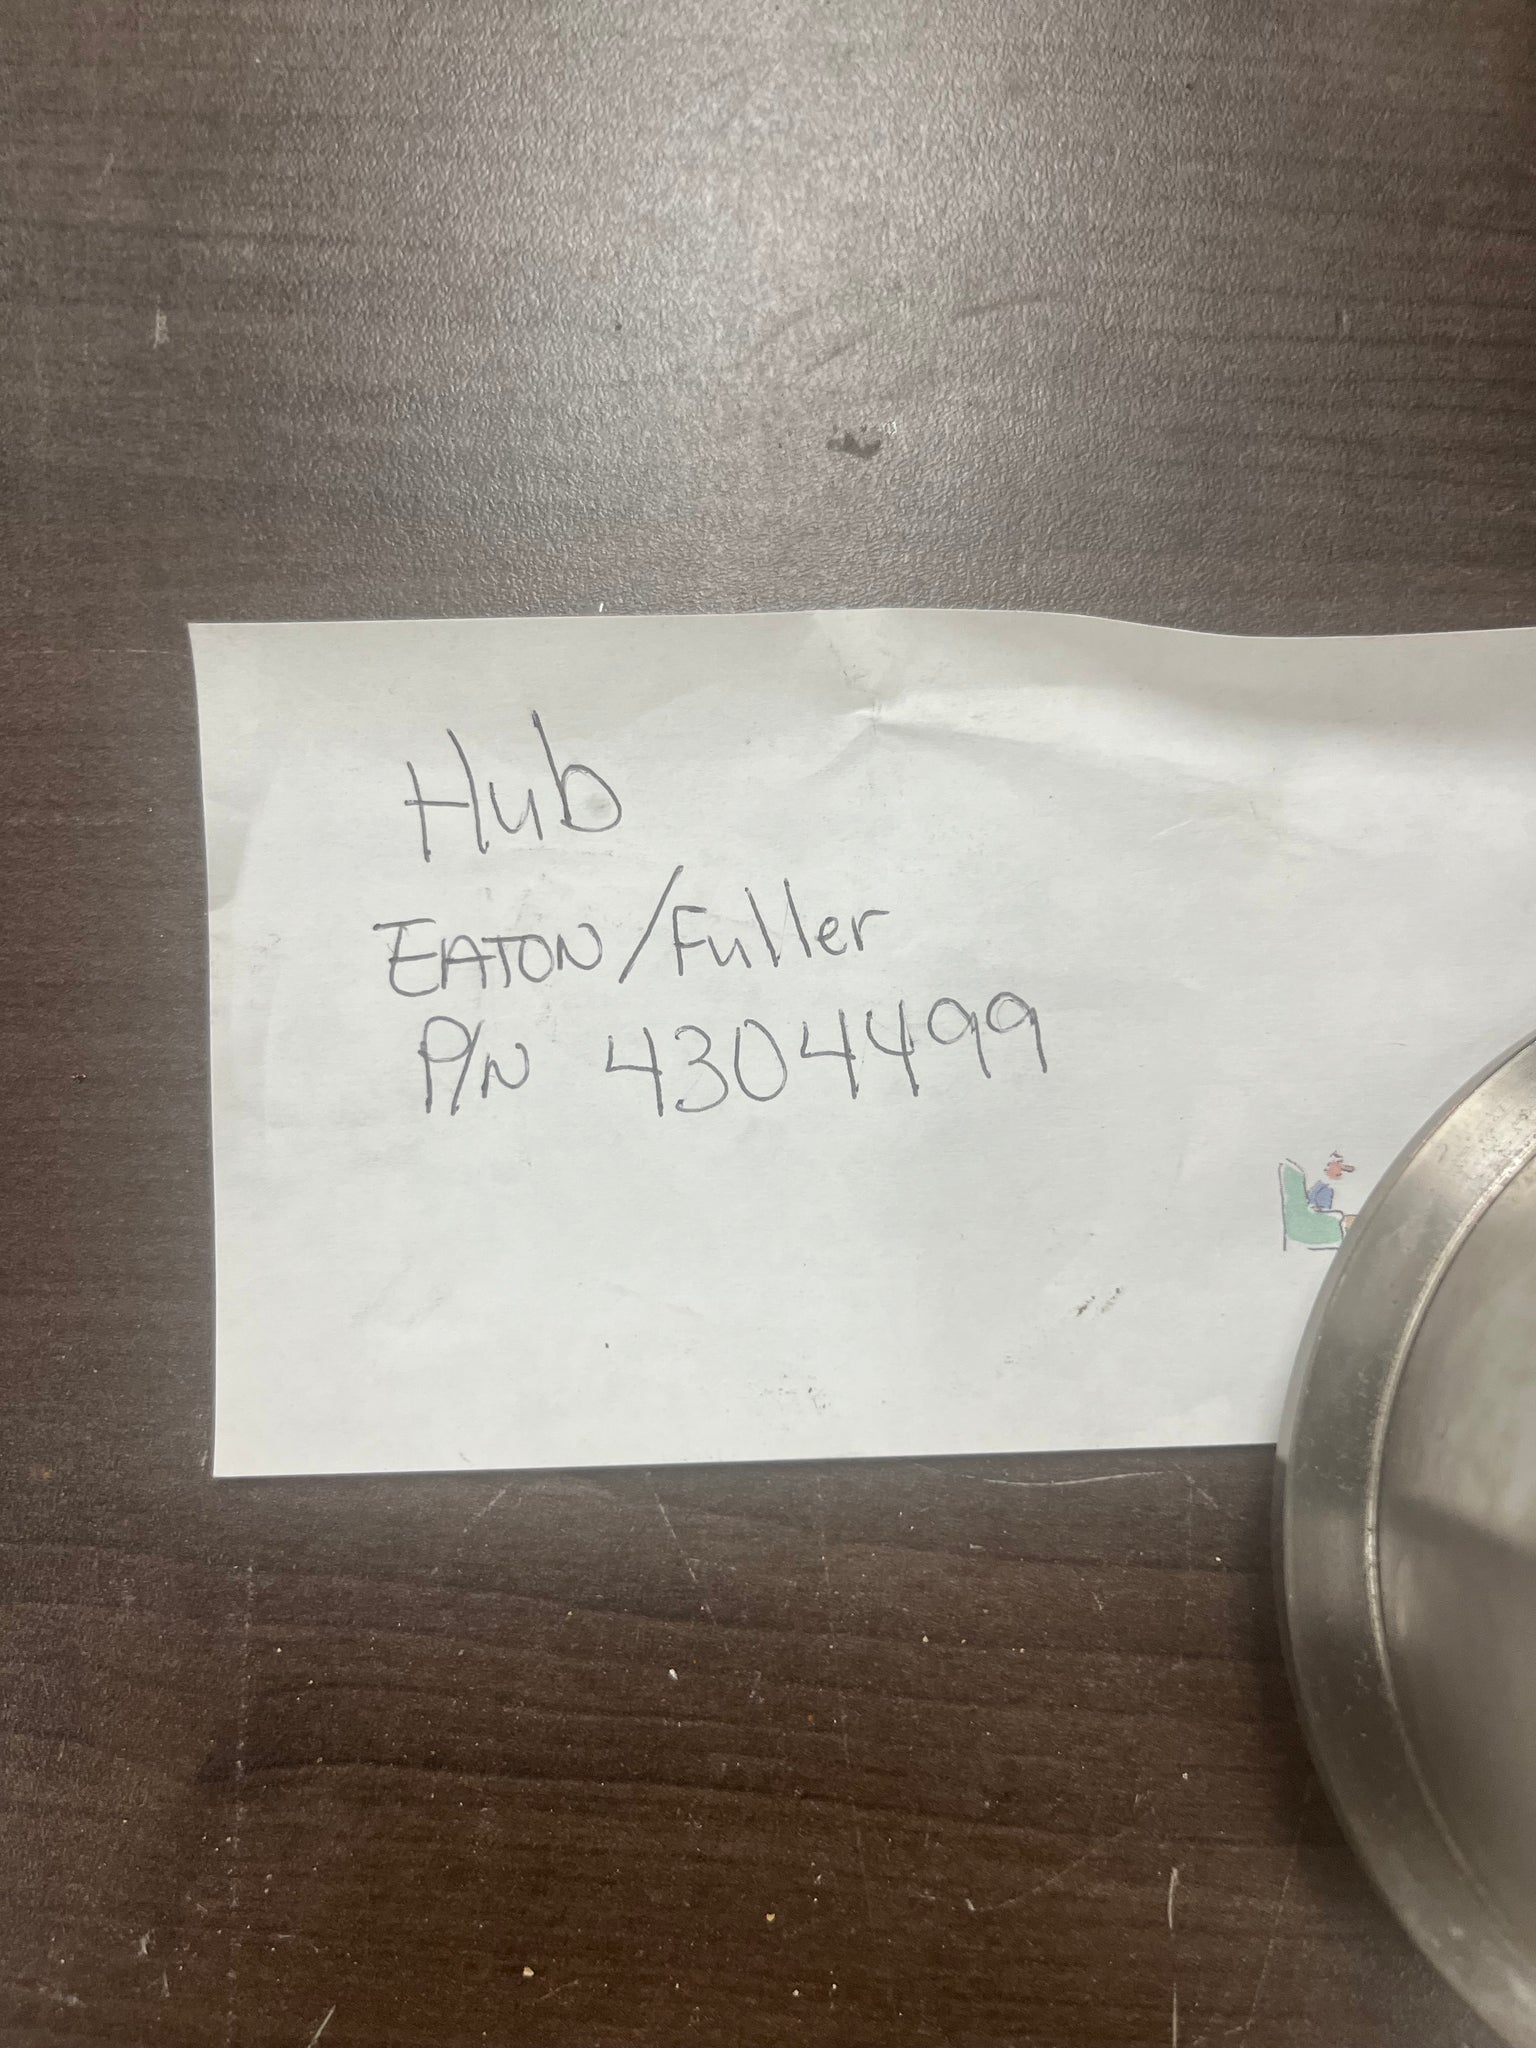 Hub
EATON/Fuller
P/N 4304499